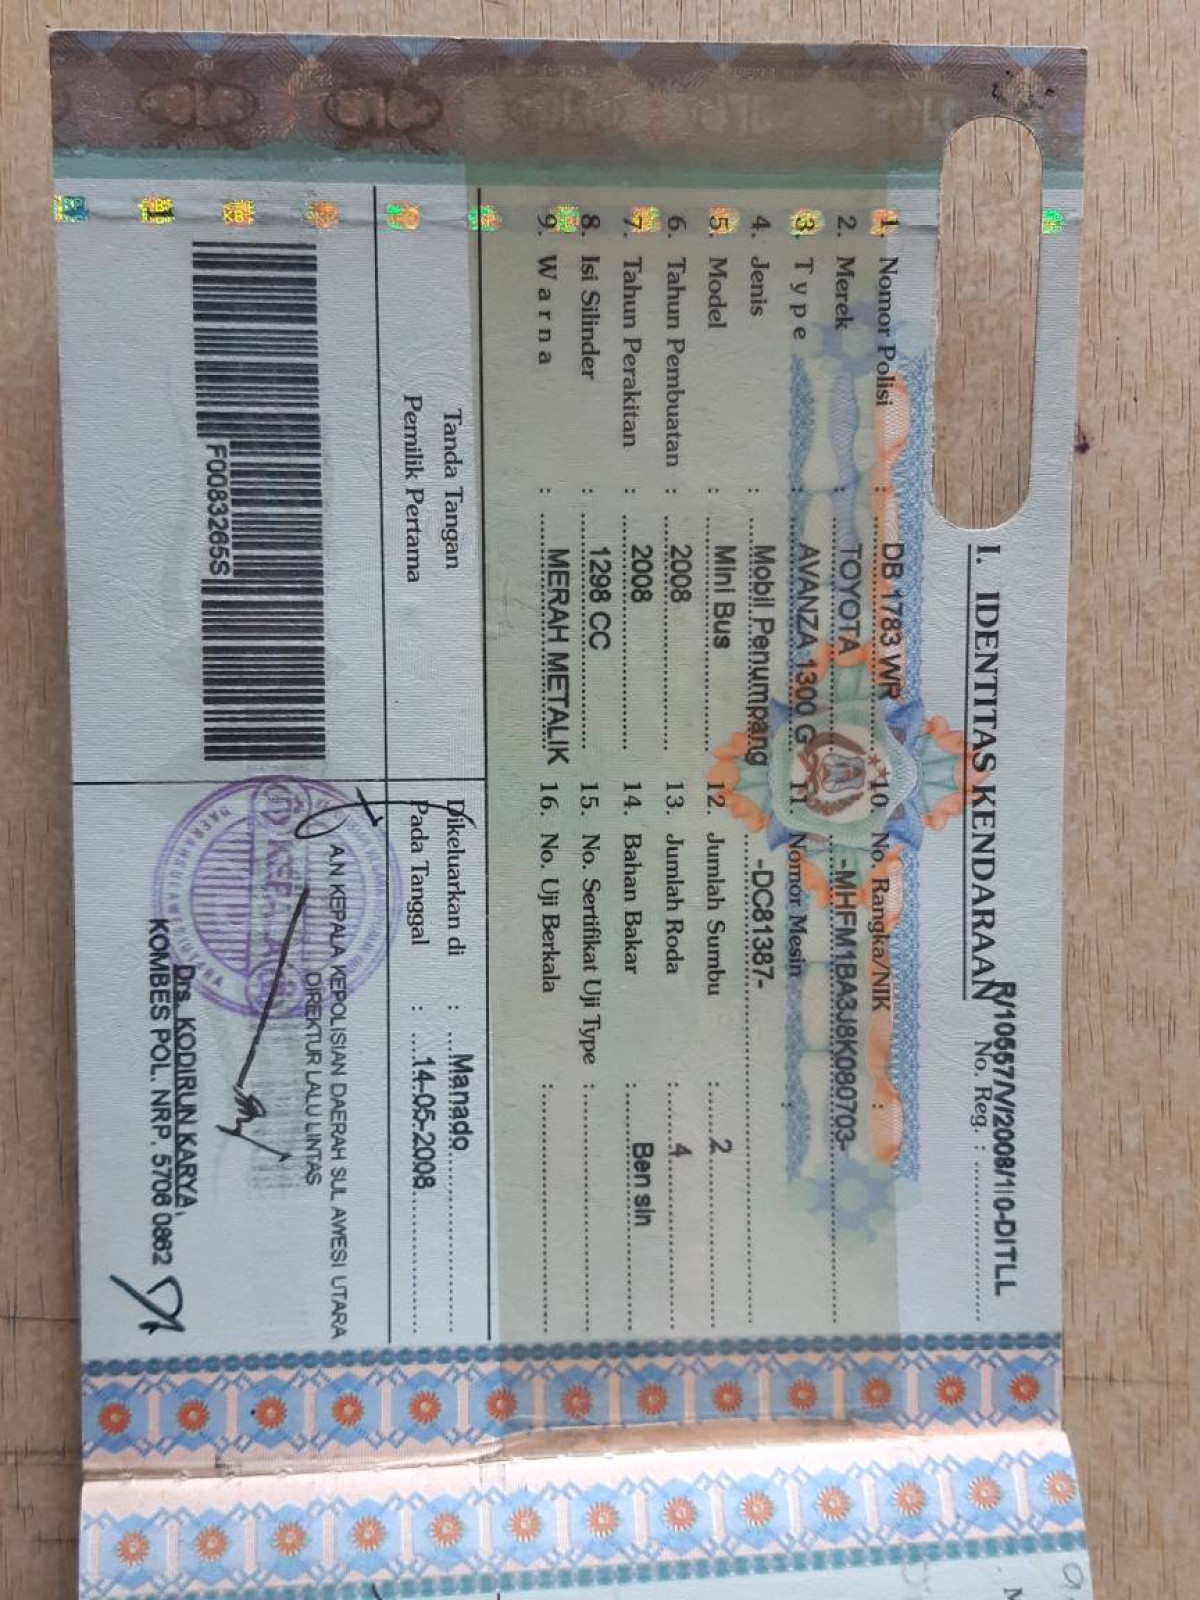 I. IDENTITAS KENDARAAN
R/10557/V/2008/10-DITLL
No. Reg. :
1. Nomor Polisi : DB 1783 WR
2. Merek : TOYOTA
3. Type : AVANZA 1300 G
4. Jenis : Mobil Penumpang
5. Model : Mini Bus
6. Tahun Pembuatan : 2008
7. Tahun Perakitan : 2008
8. Isi Silinder : 1298 CC
9. Warna : MERAH METALIK
10. No. Rangka/NIK :
-MHFM1BA3J8K080703-
11. Nomor Mesin :
-DC81387-
12. Jumlah Sumbu : 2
13. Jumlah Roda : 4
14. Bahan Bakar : Bensin
15. No. Sertifikat Uji Type :
16. No. Uji Berkala :
Tanda Tangan
Pemilik Pertama
F0083265S
Dikeluarkan di : Manado
Pada Tanggal : 14-05-2008
A.N KEPALA KEPOLISIAN DAERAH SULAWESI UTARA
DIREKTUR LALU LINTAS
Drs. KODIRUN KARYA,
KOMBES POL. NRP. 5706 0862